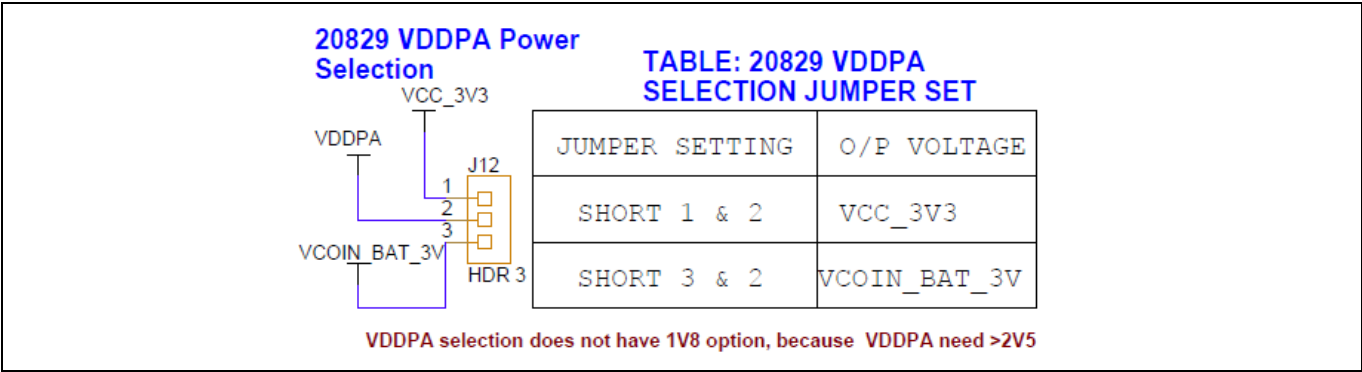 20829 VDDPA Power
Selection
TABLE: 20829 VDDPA
SELECTION JUMPER SET
VCC_3V3
VDDPA
J12
1
2
3
VCOIN_BAT_3V
HDR 3
JUMPER SETTING O/P VOLTAGE
SHORT 1 & 2 VCC_3V3
SHORT 3 & 2 VCOIN_BAT_3V
VDDPA selection does not have 1V8 option, because VDDPA need >2V5